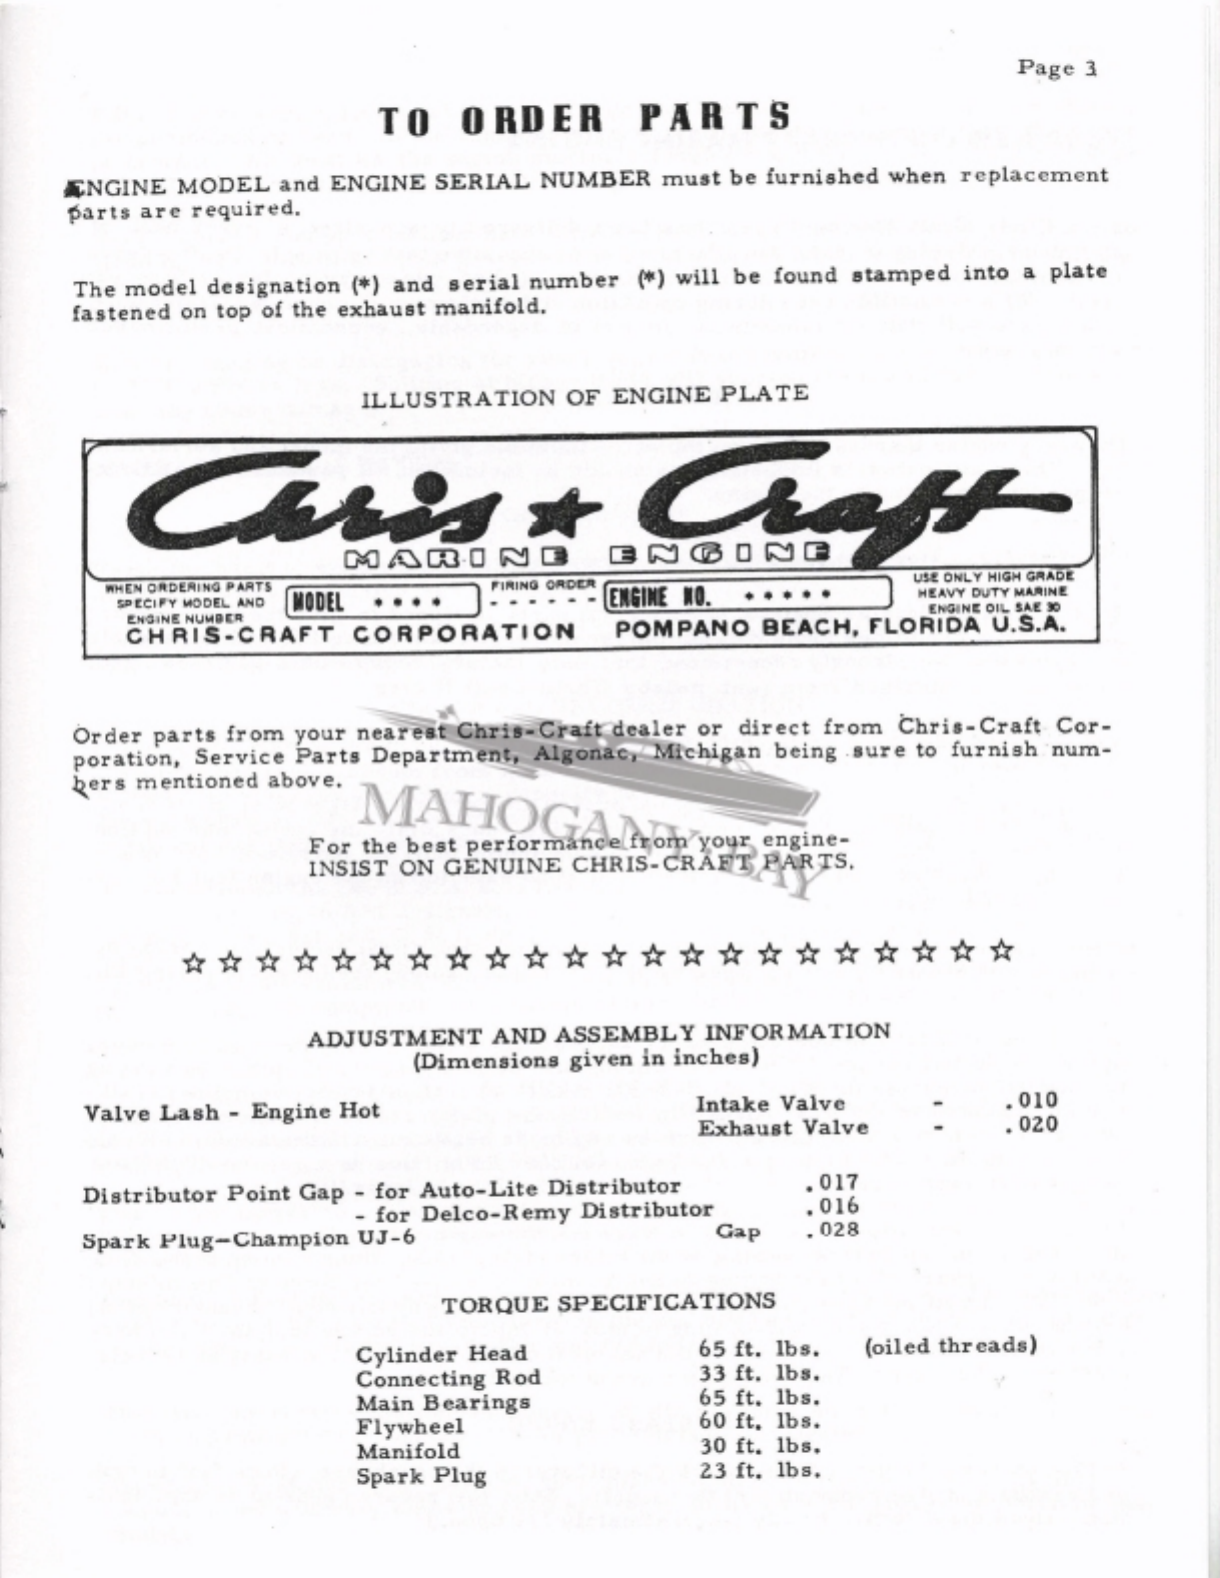 Page 3
TO ORDER PARTS
ENGINE MODEL and ENGINE SERIAL NUMBER must be furnished when replacement
parts are required.
The model designation (*) and serial number (*) will be found stamped into a plate
fastened on top of the exhaust manifold.
ILLUSTRATION OF ENGINE PLATE
Chris ★ Craft
MARINE ENGINE
WHEN ORDERING PARTS
SPECIFY MODEL AND
ENGINE NUMBER
MODEL * * * *
FIRING ORDER
- - - - - -
ENGINE NO. * * * * *
USE ONLY HIGH GRADE
HEAVY DUTY MARINE
ENGINE OIL SAE 30
CHRIS-CRAFT CORPORATION POMPANO BEACH, FLORIDA U.S.A.
Order parts from your nearest Chris-Craft dealer or direct from Chris-Craft Cor-
poration, Service Parts Department, Algonac, Michigan being sure to furnish num-
bers mentioned above.
MAHOGANY BAY
For the best performance from your engine-
INSIST ON GENUINE CHRIS-CRAFT PARTS.
☆ ☆ ☆ ☆ ☆ ☆ ☆ ☆ ☆ ☆ ☆ ☆ ☆ ☆ ☆ ☆ ☆ ☆ ☆ ☆ ☆ ☆
ADJUSTMENT AND ASSEMBLY INFORMATION
(Dimensions given in inches)
Valve Lash - Engine Hot Intake Valve - .010
Exhaust Valve - .020
Distributor Point Gap - for Auto-Lite Distributor .017
- for Delco-Remy Distributor .016
Spark Plug-Champion UJ-6 Gap .028
TORQUE SPECIFICATIONS
Cylinder Head 65 ft. lbs. (oiled threads)
Connecting Rod 33 ft. lbs.
Main Bearings 65 ft. lbs.
Flywheel 60 ft. lbs.
Manifold 30 ft. lbs.
Spark Plug 23 ft. lbs.